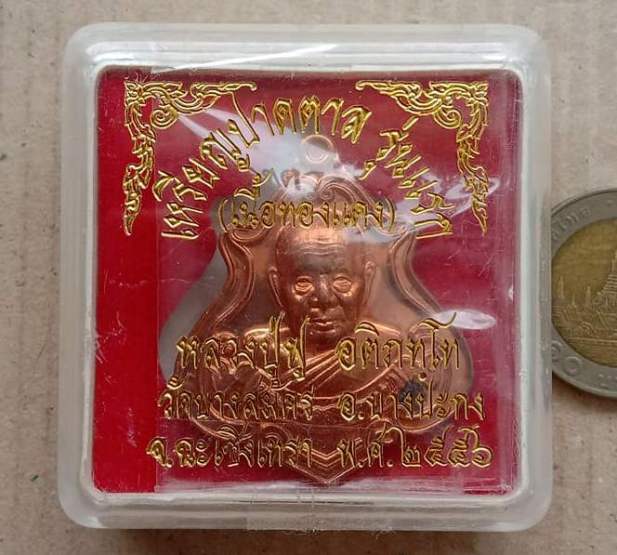 เหรียญปาดตาล รุ่นแรก
(เนื้อทองแดง)
หลวงปู่ฟู อติภทฺโท
วัดบางสมัคร อ.บางปะกง
จ.ฉะเชิงเทรา พ.ศ.๒๕๕๖